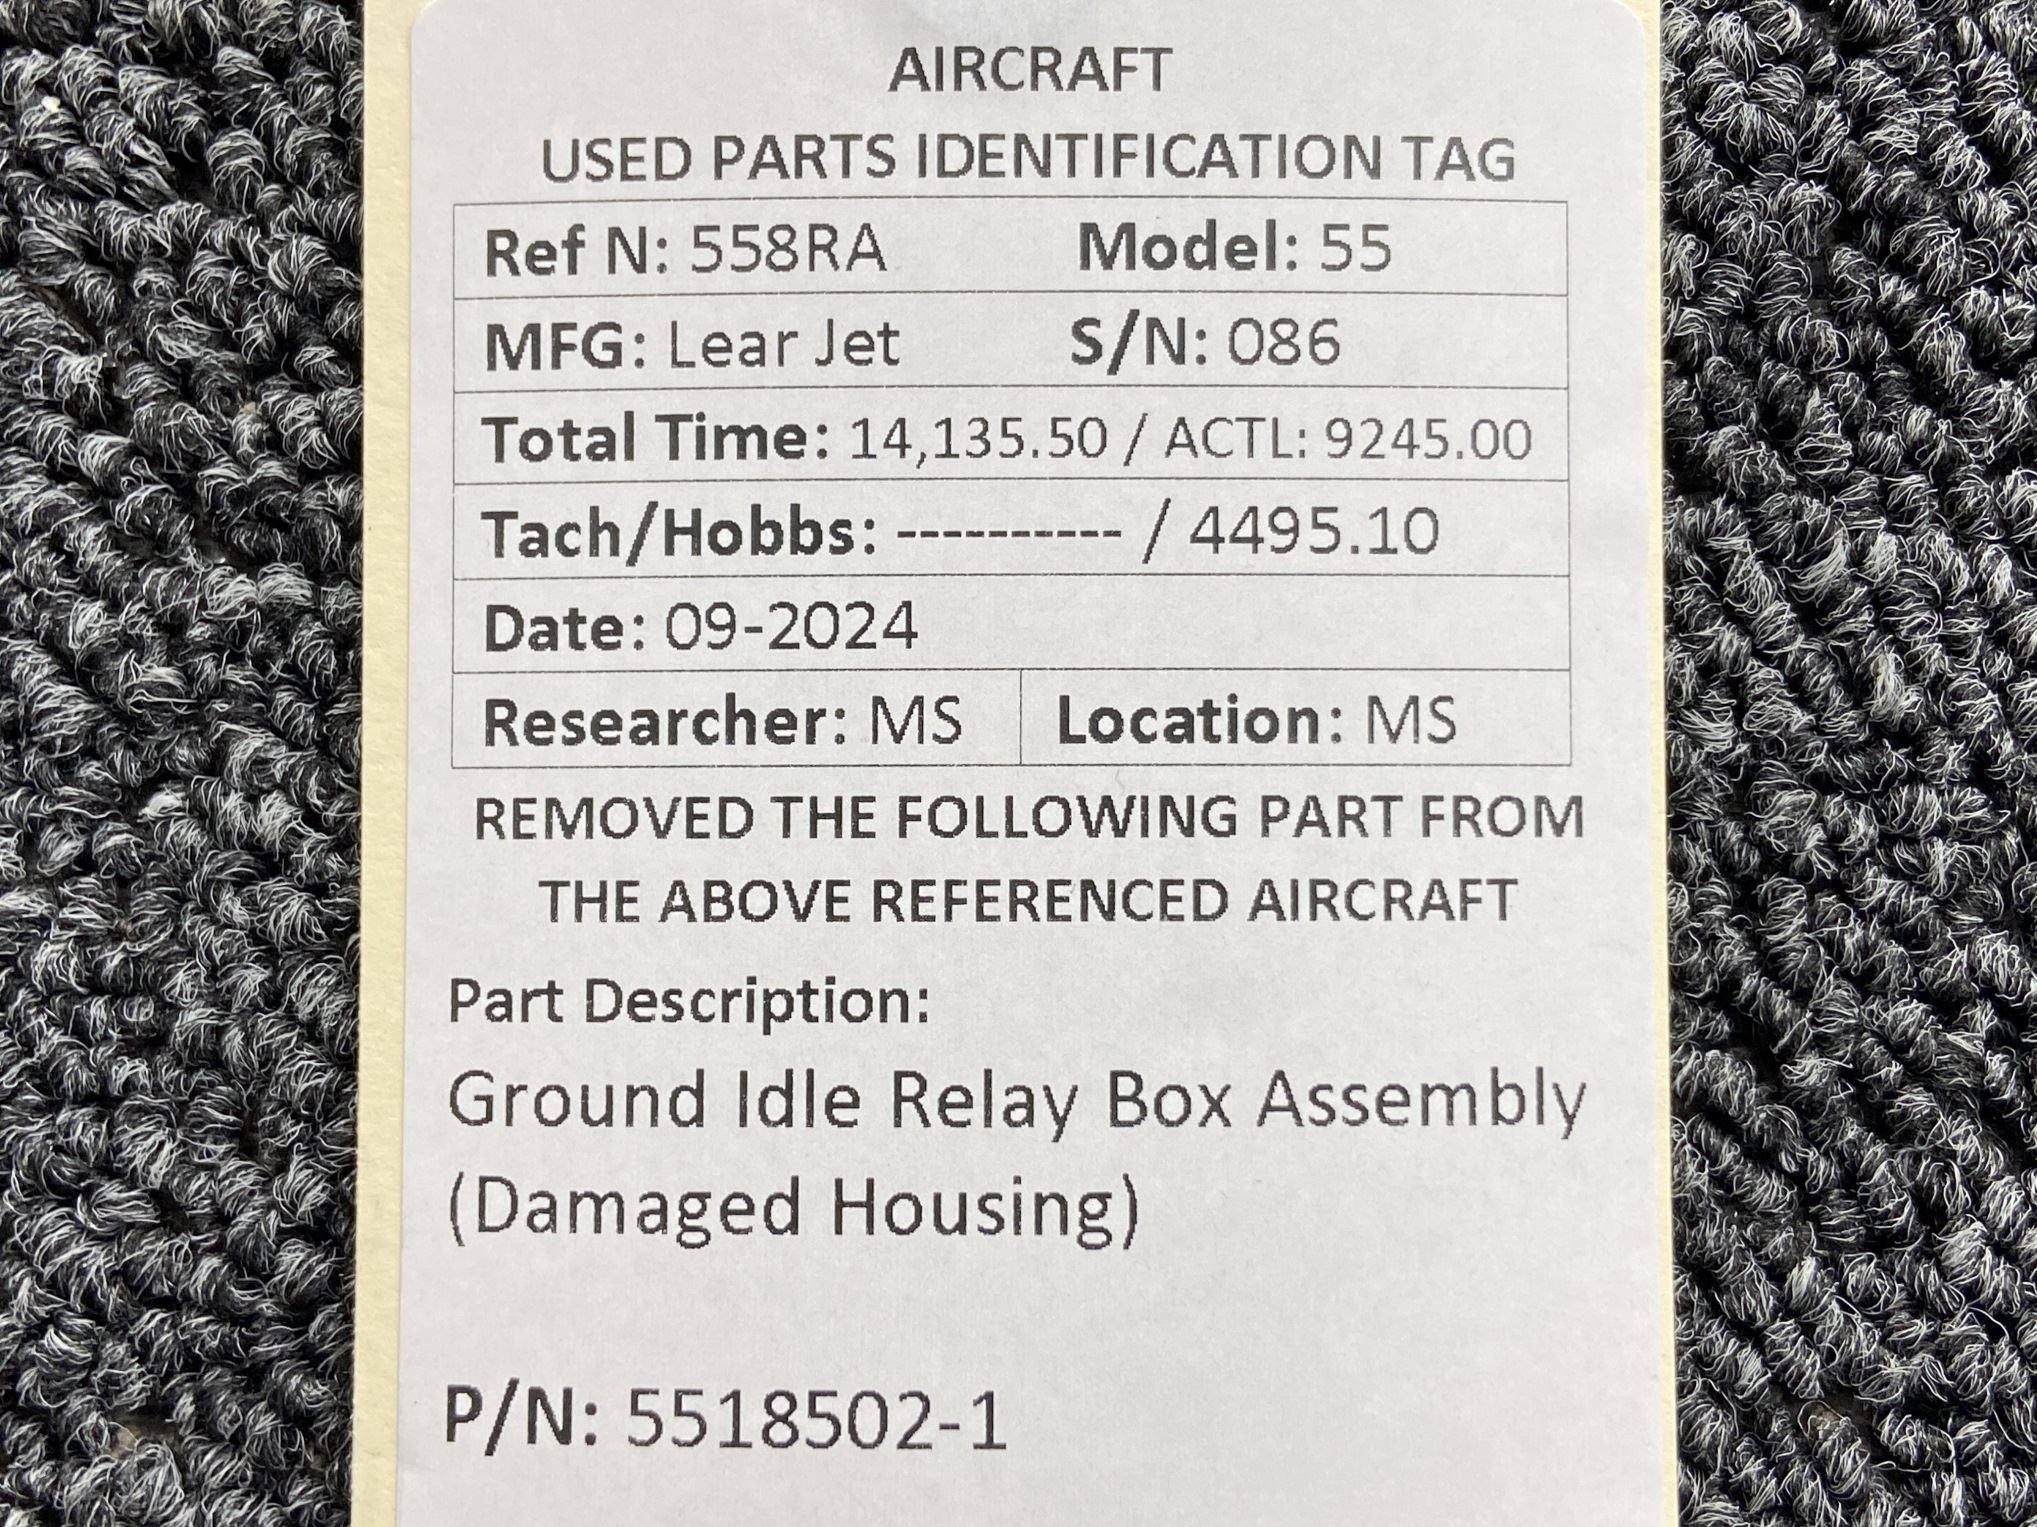 AIRCRAFT
USED PARTS IDENTIFICATION TAG
Ref N: 558RA Model: 55
MFG: Lear Jet S/N: 086
Total Time: 14,135.50 / ACTL: 9245.00
Tach/Hobbs: ---------- / 4495.10
Date: 09-2024
Researcher: MS Location: MS
REMOVED THE FOLLOWING PART FROM
THE ABOVE REFERENCED AIRCRAFT
Part Description:
Ground Idle Relay Box Assembly
(Damaged Housing)
P/N: 5518502-1